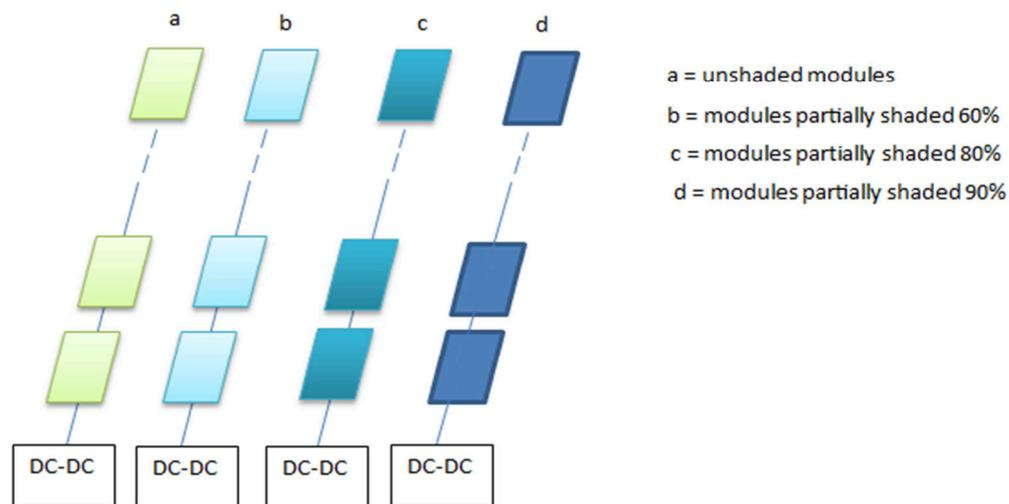 a b c d
a = unshaded modules
b = modules partially shaded 60%
c = modules partially shaded 80%
d = modules partially shaded 90%
DC-DC DC-DC DC-DC DC-DC